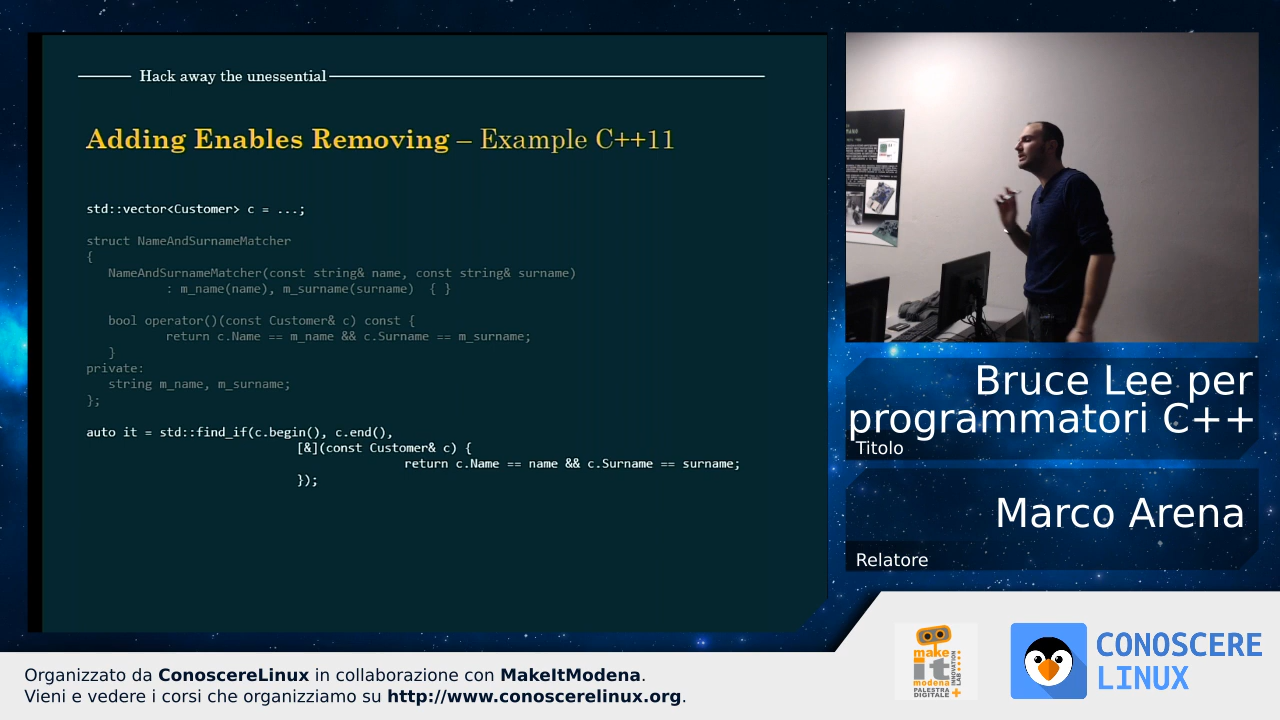 Hack away the unessential
Adding Enables Removing – Example C++11
std::vector<Customer> c = ...;
struct NameAndSurnameMatcher
{
NameAndSurnameMatcher(const string& name, const string& surname)
: m_name(name), m_surname(surname) { }
bool operator()(const Customer& c) const {
return c.Name == m_name && c.Surname == m_surname;
}
private:
string m_name, m_surname;
};
auto it = std::find_if(c.begin(), c.end(),
[&](const Customer& c) {
return c.Name == name && c.Surname == surname;
});
Bruce Lee per
programmatori C++
Titolo
Marco Arena
Relatore
make
it
modena
PALESTRA
DIGITALE
INNOVATION
LAB
CONOSCERE
LINUX
Organizzato da ConoscereLinux in collaborazione con MakeItModena.
Vieni e vedere i corsi che organizziamo su http://www.conoscerelinux.org.